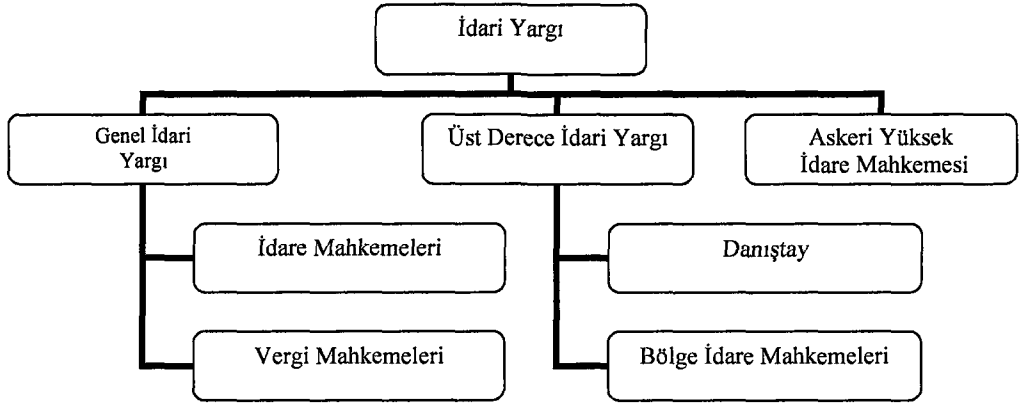 İdari Yargı
Genel İdari
Yargı
Üst Derece İdari Yargı
Askeri Yüksek
İdare Mahkemesi
İdare Mahkemeleri
Danıştay
Vergi Mahkemeleri
Bölge İdare Mahkemeleri